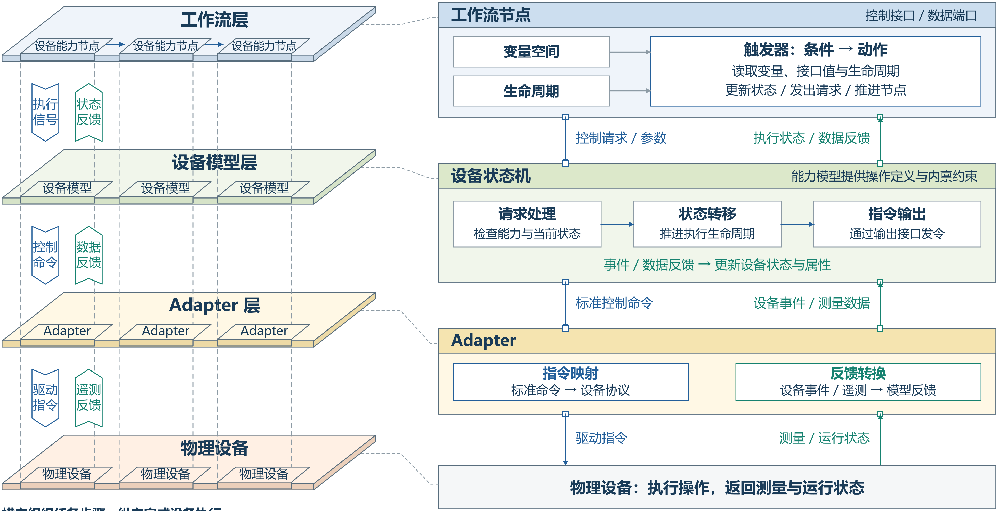 工作流层
设备能力节点
设备能力节点
设备能力节点
执行
信号
状态
反馈
设备模型层
设备模型
设备模型
设备模型
控制
命令
数据
反馈
Adapter 层
Adapter
Adapter
Adapter
驱动
指令
遥测
反馈
物理设备
物理设备
物理设备
物理设备
工作流节点
控制接口 / 数据端口
变量空间
生命周期
触发器：条件 → 动作
读取变量、接口值与生命周期
更新状态 / 发出请求 / 推进节点
控制请求 / 参数
执行状态 / 数据反馈
设备状态机
能力模型提供操作定义与内禀约束
请求处理
检查能力与当前状态
状态转移
推进执行生命周期
指令输出
通过输出接口发令
事件 / 数据反馈 → 更新设备状态与属性
标准控制命令
设备事件 / 测量数据
Adapter
指令映射
标准命令 → 设备协议
反馈转换
设备事件 / 遥测 → 模型反馈
驱动指令
测量 / 运行状态
物理设备：执行操作，返回测量与运行状态